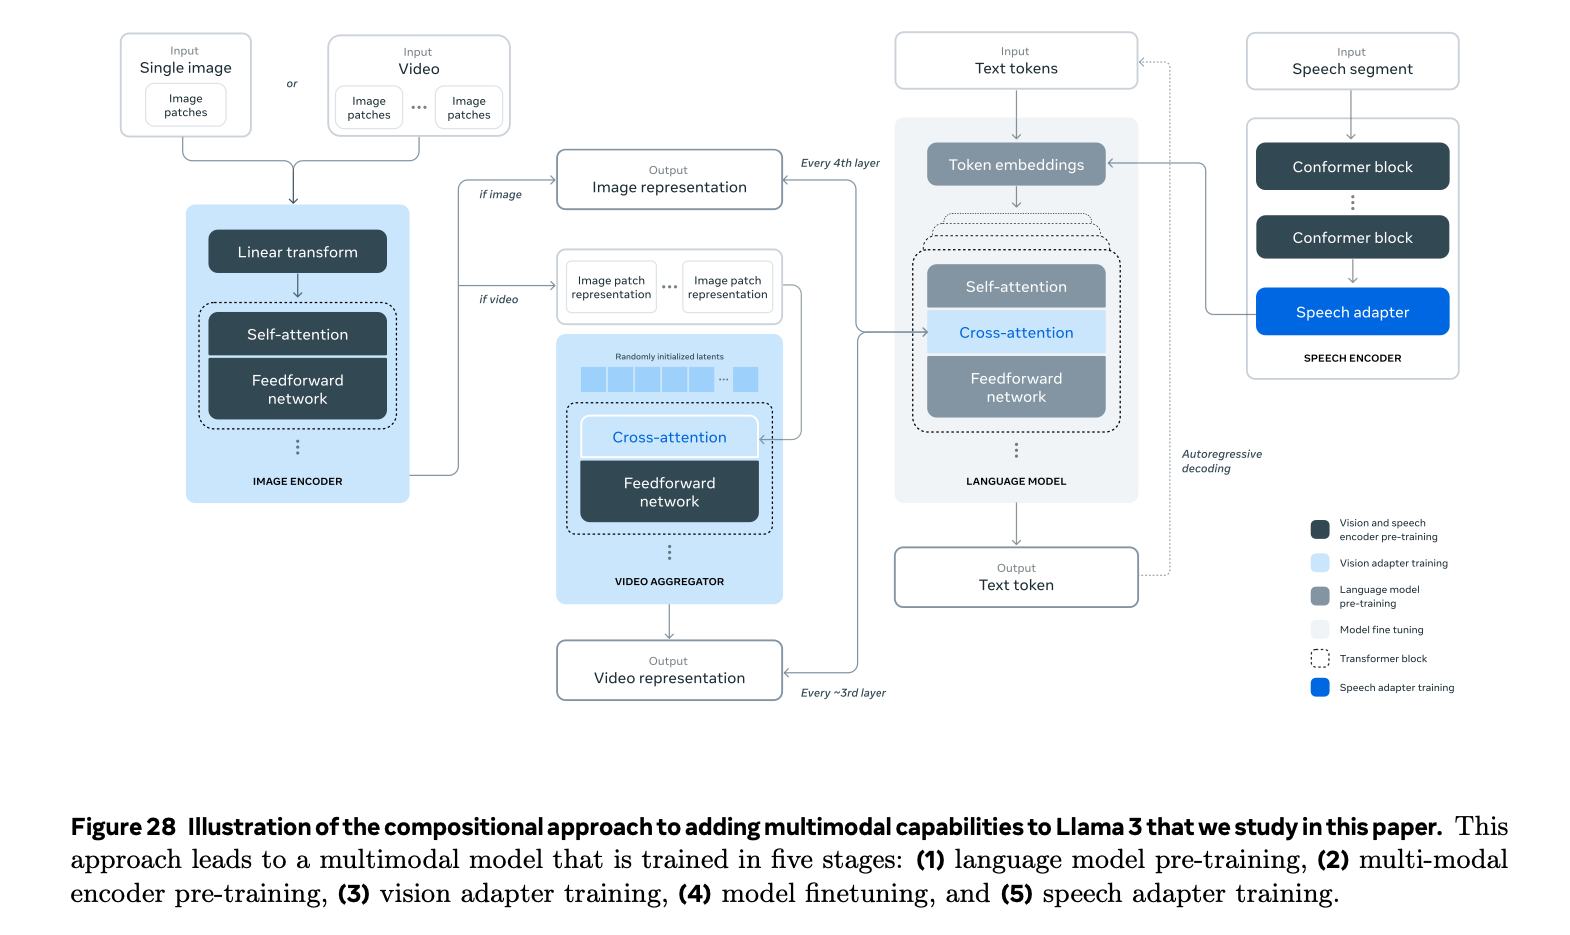 Input
Single image
Image
patches
or
Input
Video
Image
patches
...
Image
patches
Linear transform
Self-attention
Feedforward
network
IMAGE ENCODER
if image
if video
Output
Image representation
Image patch
representation
...
Image patch
representation
Randomly initialized latents
...
Cross-attention
Feedforward
network
VIDEO AGGREGATOR
Output
Video representation
Every 4th layer
Every ~3rd layer
Input
Text tokens
Token embeddings
Self-attention
Cross-attention
Feedforward
network
LANGUAGE MODEL
Output
Text token
Autoregressive
decoding
Input
Speech segment
Conformer block
Conformer block
Speech adapter
SPEECH ENCODER
Vision and speech
encoder pre-training
Vision adapter training
Language model
pre-training
Model fine tuning
Transformer block
Speech adapter training
Figure 28 Illustration of the compositional approach to adding multimodal capabilities to Llama 3 that we study in this paper. This
approach leads to a multimodal model that is trained in five stages: (1) language model pre-training, (2) multi-modal
encoder pre-training, (3) vision adapter training, (4) model finetuning, and (5) speech adapter training.